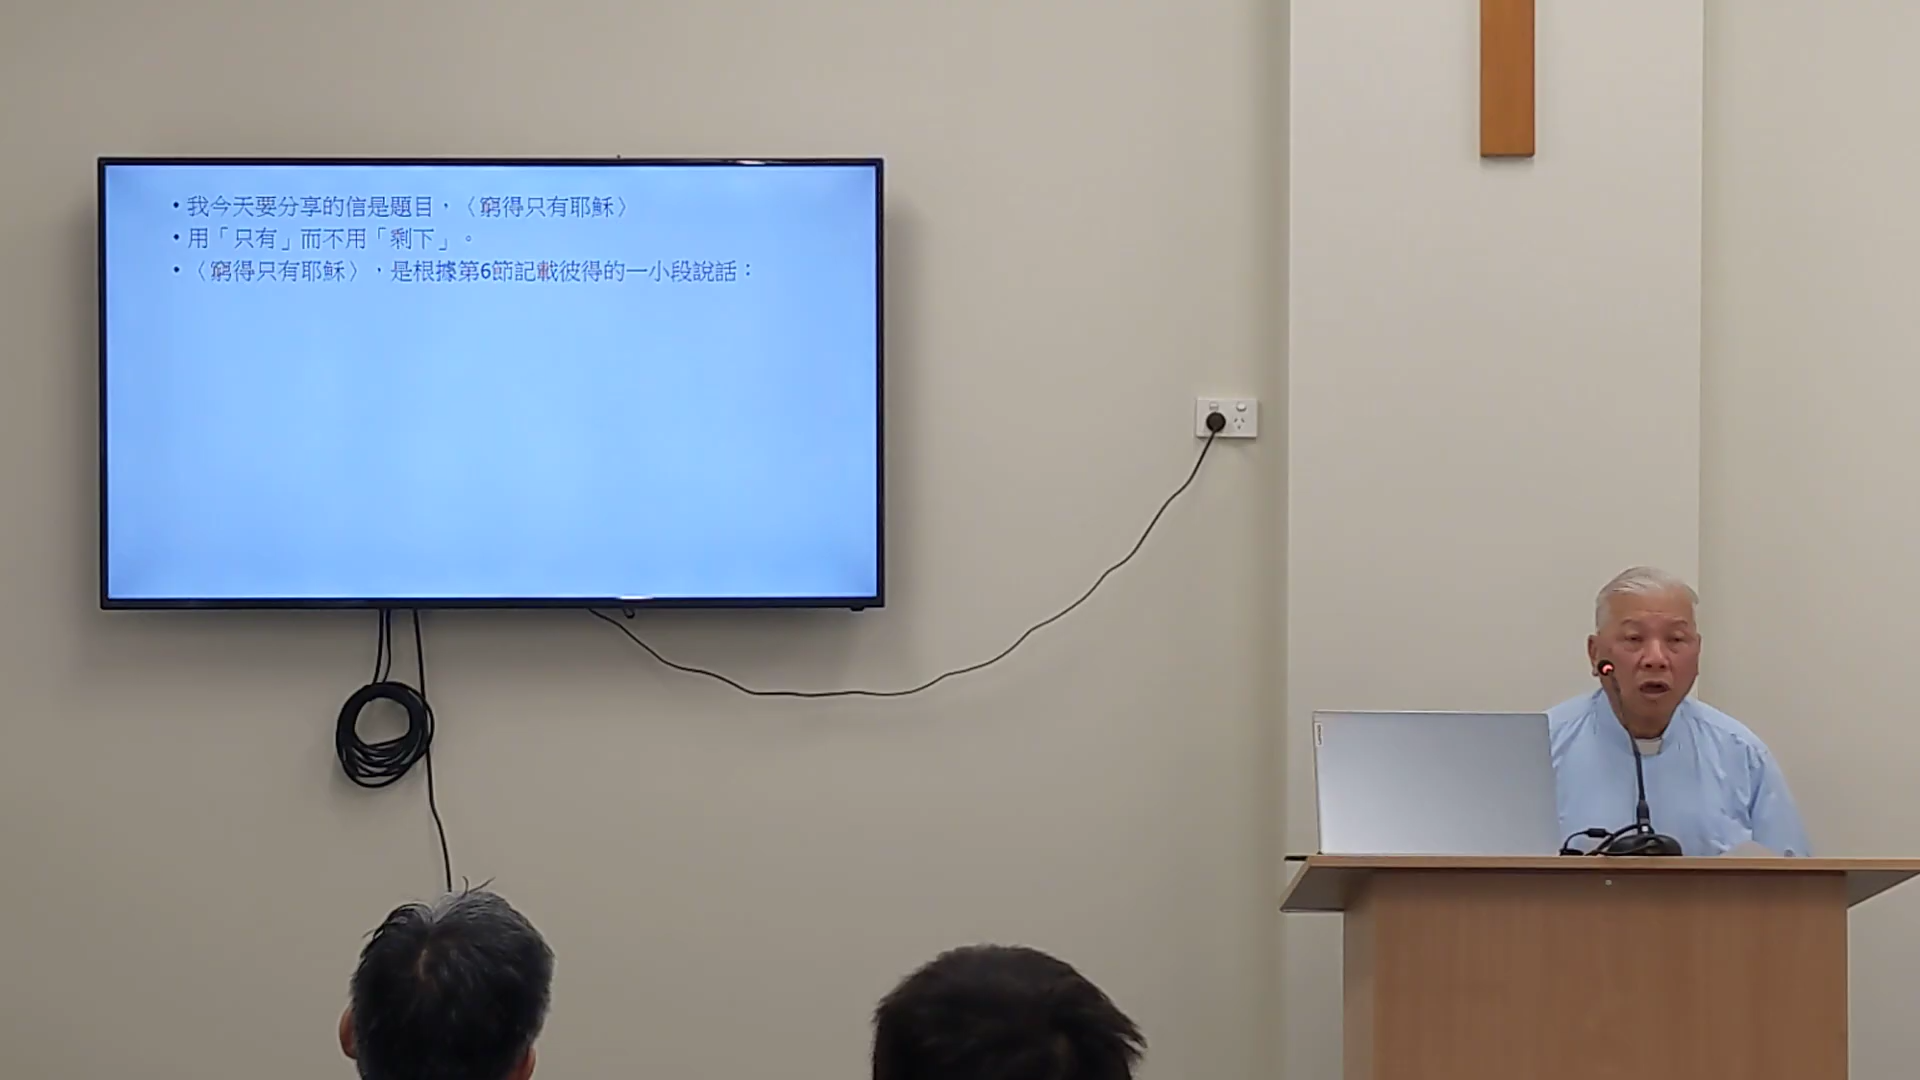 • 我今天要分享的信是題目，〈窮得只有耶穌〉
• 用「只有」而不用「剩下」。
• 〈窮得只有耶穌〉，是根據第6節記載彼得的一小段說話：